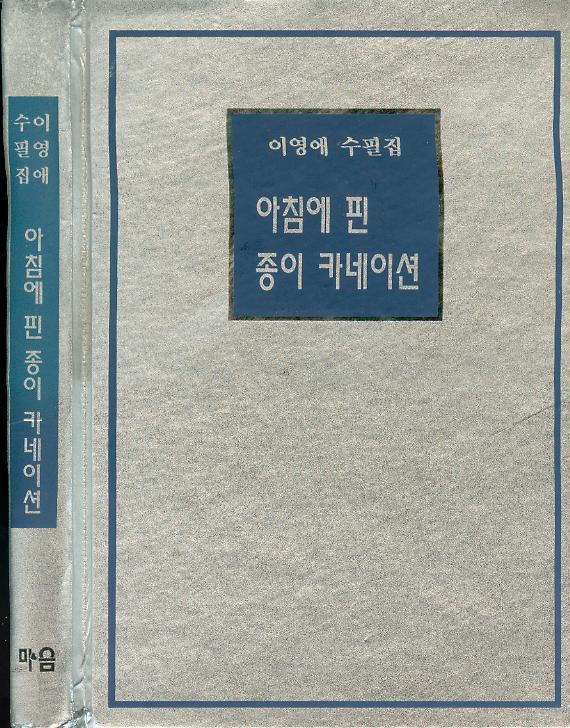 이영애
수필집
아침에 핀 종이 카네이션
마음
이영애 수필집
아침에 핀
종이 카네이션